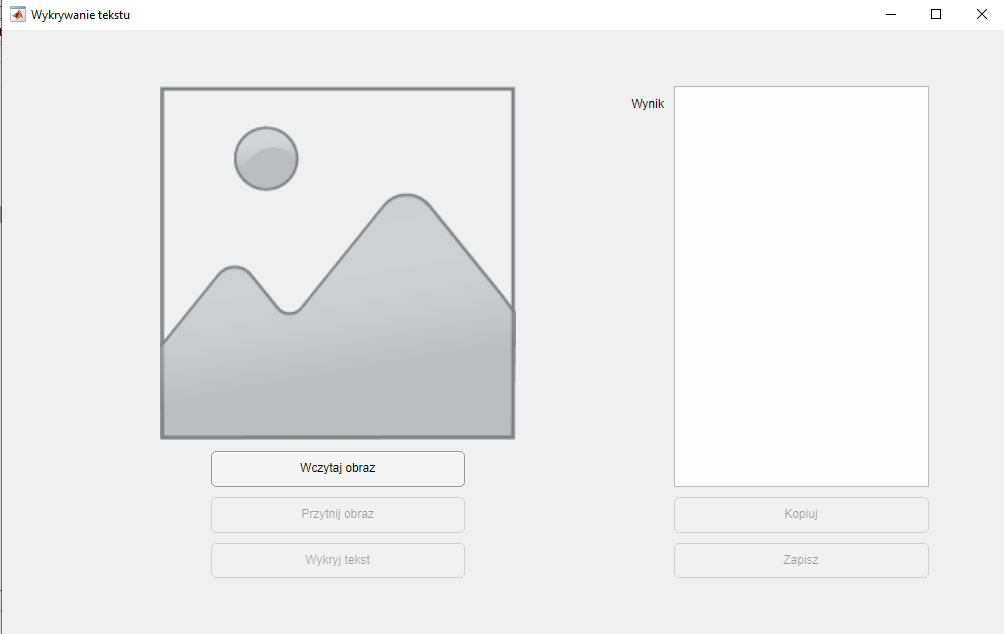 Wykrywanie tekstu
Wynik
Wczytaj obraz
Przytnij obraz
Wykryj tekst
Kopiuj
Zapisz